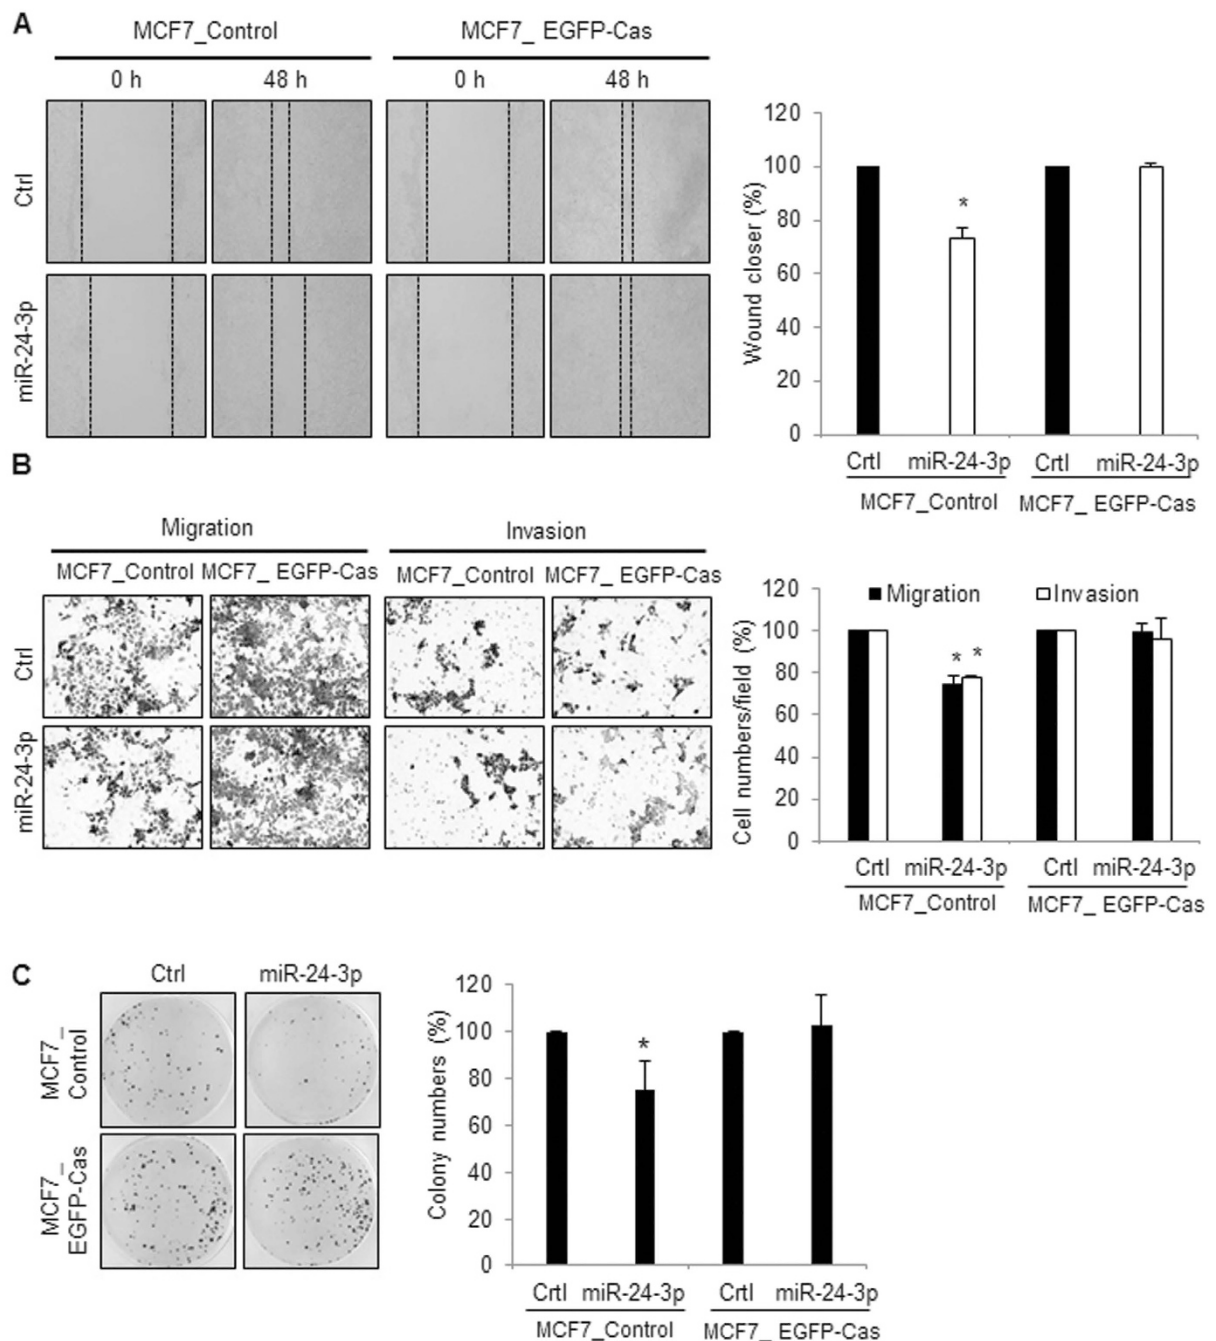 A
MCF7_Control
MCF7_ EGFP-Cas
0 h
48 h
0 h
48 h
Ctrl
miR-24-3p
Wound closer (%)
120
100
80
60
40
20
0
*
Crtl
miR-24-3p
Crtl
miR-24-3p
MCF7_Control
MCF7_ EGFP-Cas
B
Migration
Invasion
MCF7_Control
MCF7_ EGFP-Cas
MCF7_Control
MCF7_ EGFP-Cas
Ctrl
miR-24-3p
Cell numbers/field (%)
Migration
Invasion
120
100
80
60
40
20
0
*
*
Crtl
miR-24-3p
Crtl
miR-24-3p
MCF7_Control
MCF7_ EGFP-Cas
C
Ctrl
miR-24-3p
MCF7_
Control
MCF7_
EGFP-Cas
Colony numbers (%)
120
100
80
60
40
20
0
*
Crtl
miR-24-3p
Crtl
miR-24-3p
MCF7_Control
MCF7_ EGFP-Cas